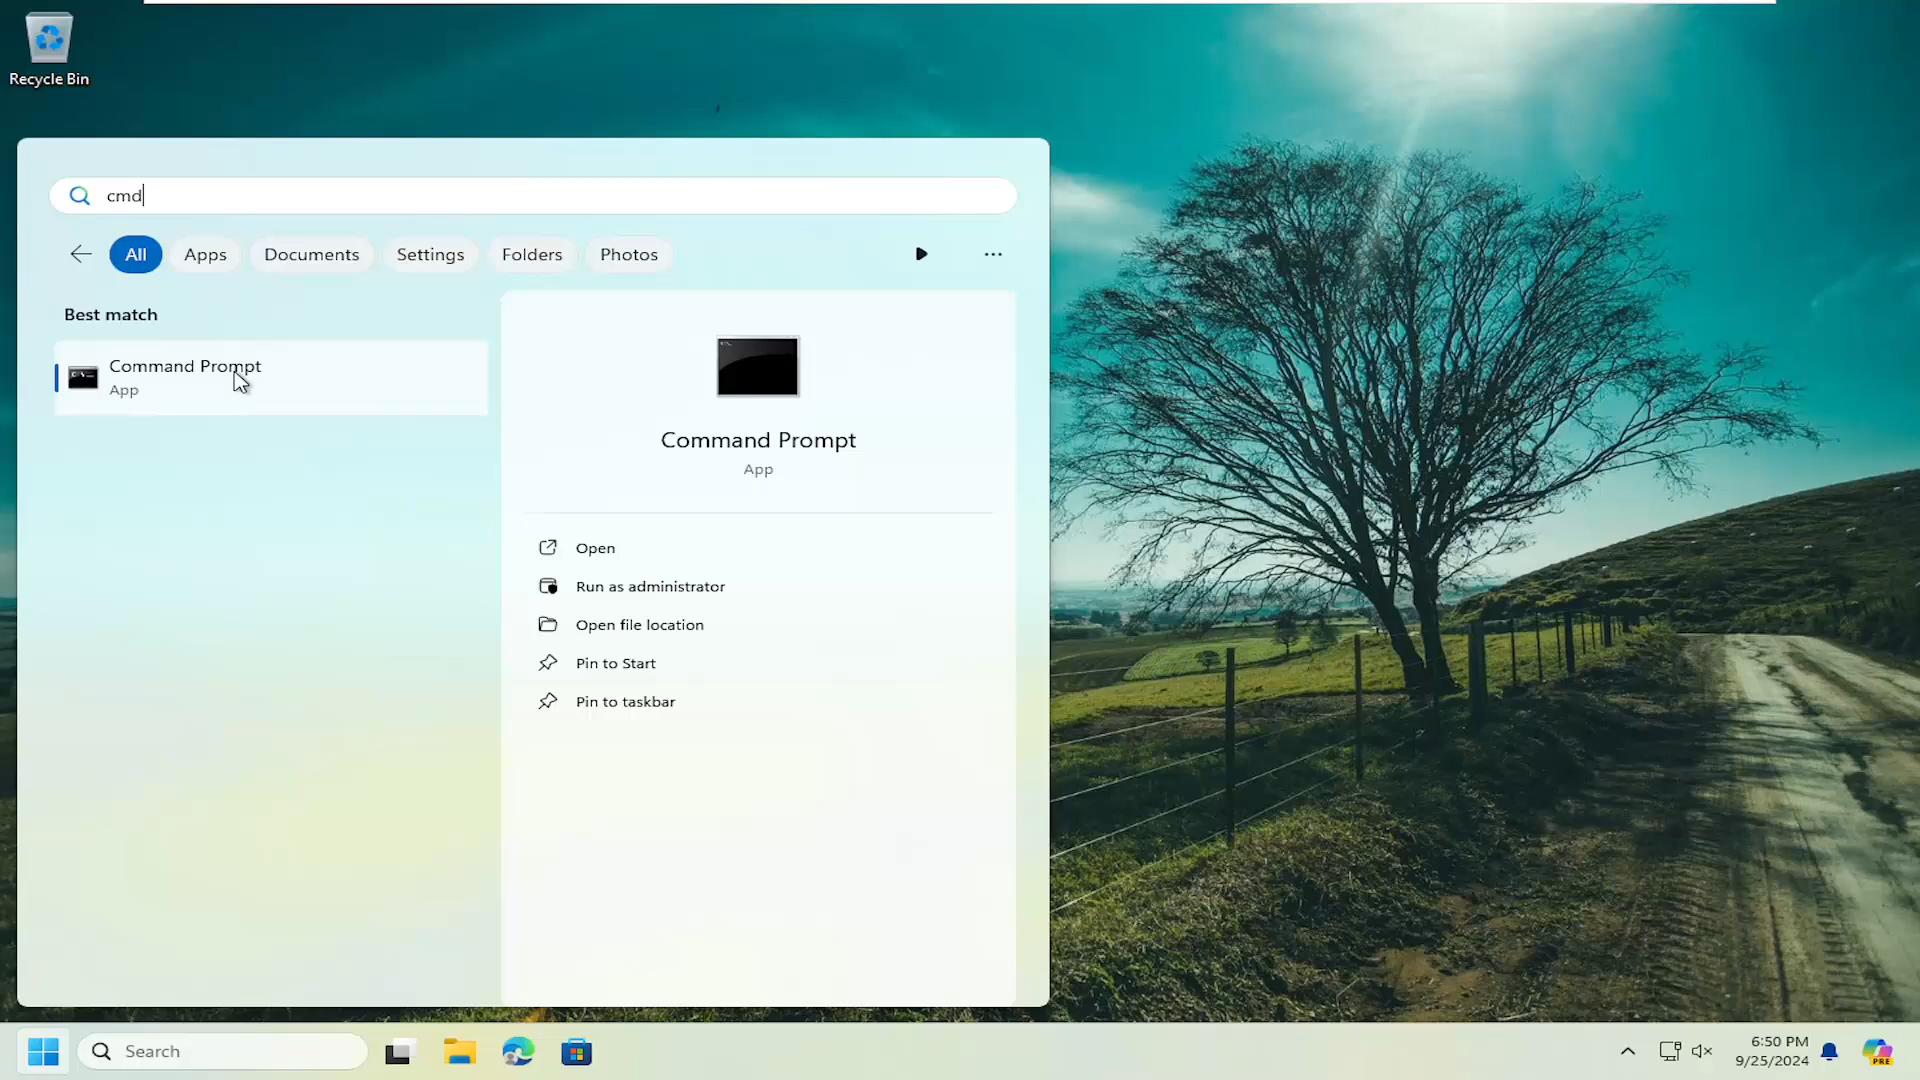 Recycle Bin
cmd
All
Apps
Documents
Settings
Folders
Photos
Best match
Command Prompt
App
Command Prompt
App
Open
Run as administrator
Open file location
Pin to Start
Pin to taskbar
Search
6:50 PM
9/25/2024
PRE